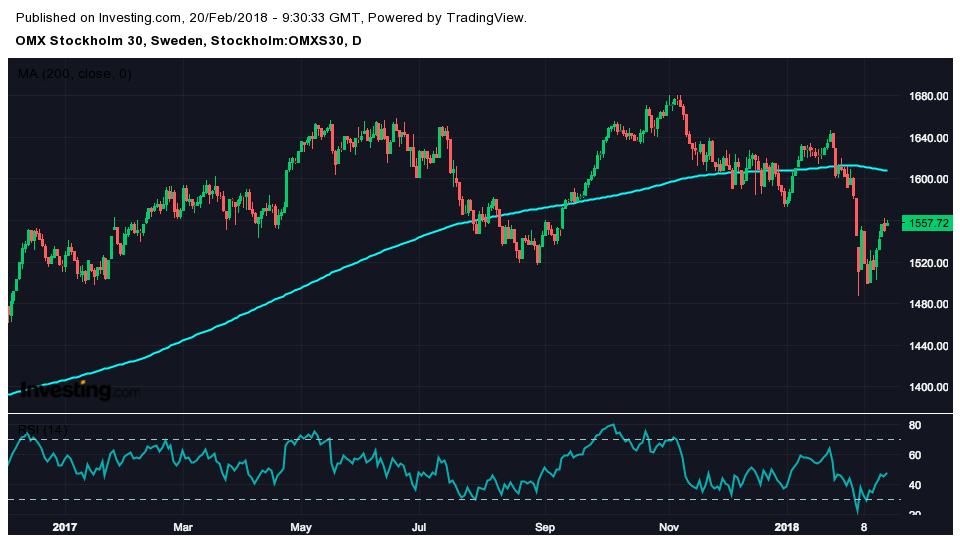 Published on Investing.com, 20/Feb/2018 - 9:30:33 GMT, Powered by TradingView.
OMX Stockholm 30, Sweden, Stockholm:OMXS30, D
MA (200, close, 0)
1680.00
1640.00
1600.00
1557.72
1520.00
1480.00
1440.00
1400.00
Investing.com
RSI (14)
80
60
40
20
2017 Mar May Jul Sep Nov 2018 8